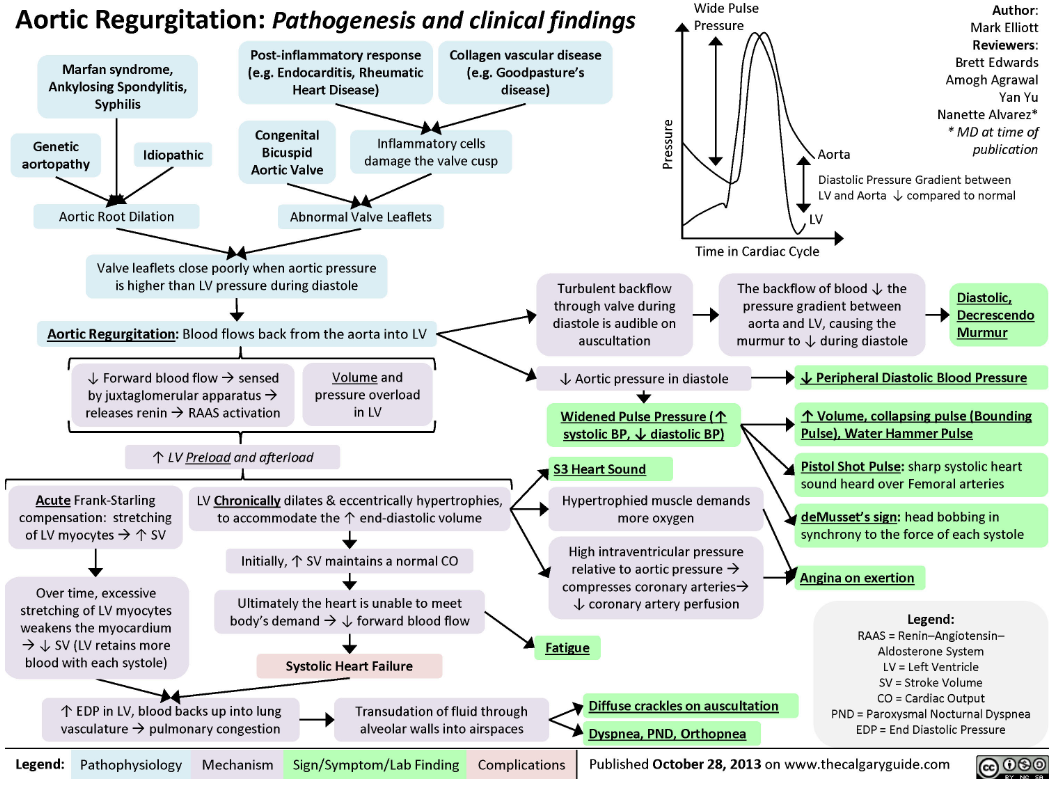 Aortic Regurgitation: Pathogenesis and clinical findings
Author:
Mark Elliott
Reviewers:
Brett Edwards
Amogh Agrawal
Yan Yu
Nanette Alvarez*
* MD at time of
publication
Marfan syndrome,
Ankylosing Spondylitis,
Syphilis
Post-inflammatory response
(e.g. Endocarditis, Rheumatic
Heart Disease)
Collagen vascular disease
(e.g. Goodpasture's
disease)
Genetic
aortopathy
Idiopathic
Congenital
Bicuspid
Aortic Valve
Inflammatory cells
damage the valve cusp
Aortic Root Dilation
Abnormal Valve Leaflets
Wide Pulse
Pressure
Pressure
Aorta
Diastolic Pressure Gradient between
LV and Aorta ↓ compared to normal
LV
Time in Cardiac Cycle
Valve leaflets close poorly when aortic pressure
is higher than LV pressure during diastole
Aortic Regurgitation: Blood flows back from the aorta into LV
Turbulent backflow
through valve during
diastole is audible on
auscultation
The backflow of blood ↓ the
pressure gradient between
aorta and LV, causing the
murmur to ↓ during diastole
Diastolic,
Decrescendo
Murmur
↓ Forward blood flow → sensed
by juxtaglomerular apparatus →
releases renin → RAAS activation
Volume and
pressure overload
in LV
↓ Aortic pressure in diastole
↓ Peripheral Diastolic Blood Pressure
Widened Pulse Pressure (↑
systolic BP, ↓ diastolic BP)
↑ Volume, collapsing pulse (Bounding
Pulse), Water Hammer Pulse
↑ LV Preload and afterload
S3 Heart Sound
Pistol Shot Pulse: sharp systolic heart
sound heard over Femoral arteries
Acute Frank-Starling
compensation: stretching
of LV myocytes → ↑ SV
LV Chronically dilates & eccentrically hypertrophies,
to accommodate the ↑ end-diastolic volume
Hypertrophied muscle demands
more oxygen
deMusset's sign: head bobbing in
synchrony to the force of each systole
Initially, ↑ SV maintains a normal CO
High intraventricular pressure
relative to aortic pressure →
compresses coronary arteries→
↓ coronary artery perfusion
Angina on exertion
Over time, excessive
stretching of LV myocytes
weakens the myocardium
→ ↓ SV (LV retains more
blood with each systole)
Ultimately the heart is unable to meet
body's demand → ↓ forward blood flow
Fatigue
Systolic Heart Failure
↑ EDP in LV, blood backs up into lung
vasculature → pulmonary congestion
Transudation of fluid through
alveolar walls into airspaces
Diffuse crackles on auscultation
Dyspnea, PND, Orthopnea
Legend:
RAAS = Renin–Angiotensin–
Aldosterone System
LV = Left Ventricle
SV = Stroke Volume
CO = Cardiac Output
PND = Paroxysmal Nocturnal Dyspnea
EDP = End Diastolic Pressure
Legend: Pathophysiology Mechanism Sign/Symptom/Lab Finding Complications
Published October 28, 2013 on www.thecalgaryguide.com
cc BY NC SA